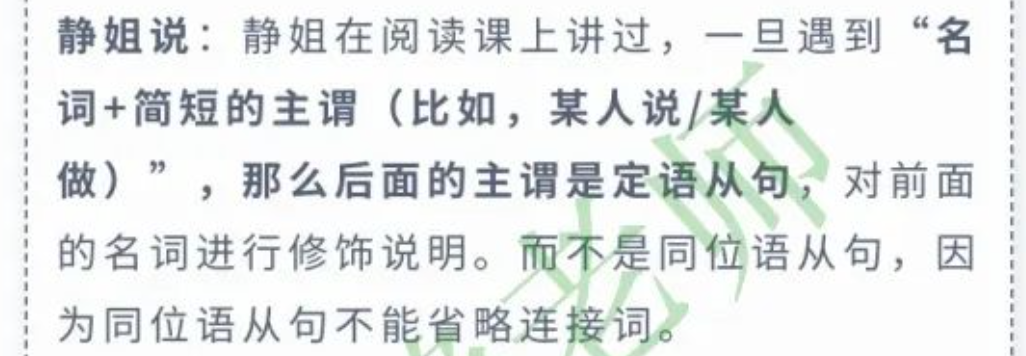 静姐说：静姐在阅读课上讲过，一旦遇到“名
词+简短的主谓（比如，某人说/某人
做）”，那么后面的主谓是定语从句，对前面
的名词进行修饰说明。而不是同位语从句，因
为同位语从句不能省略连接词。
老师